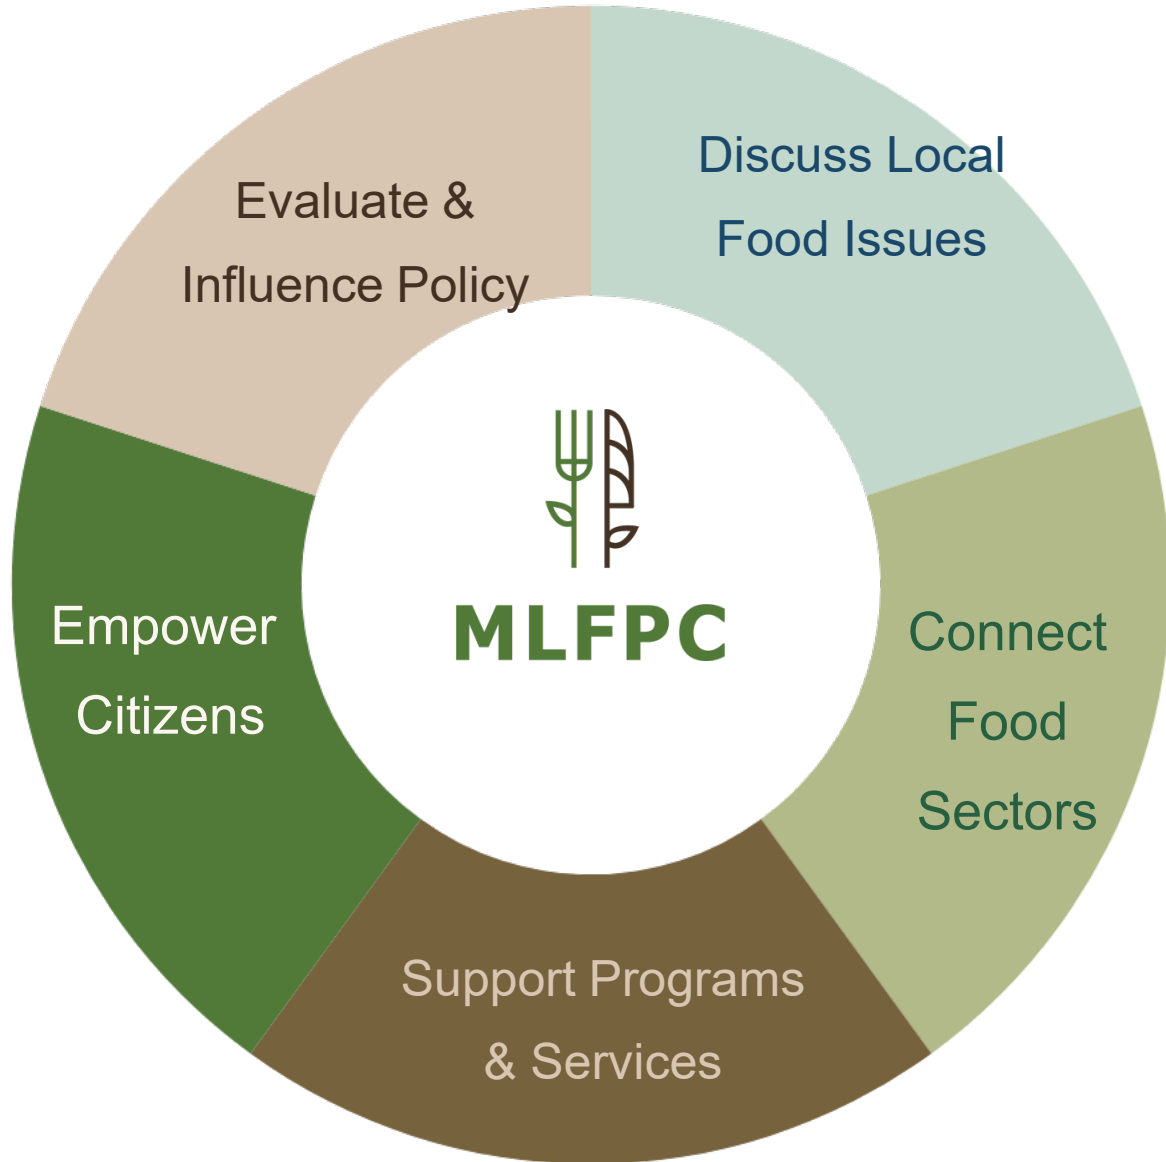 Discuss Local
Food Issues
Connect
Food
Sectors
Support Programs
& Services
Empower
Citizens
Evaluate &
Influence Policy
MLFPC